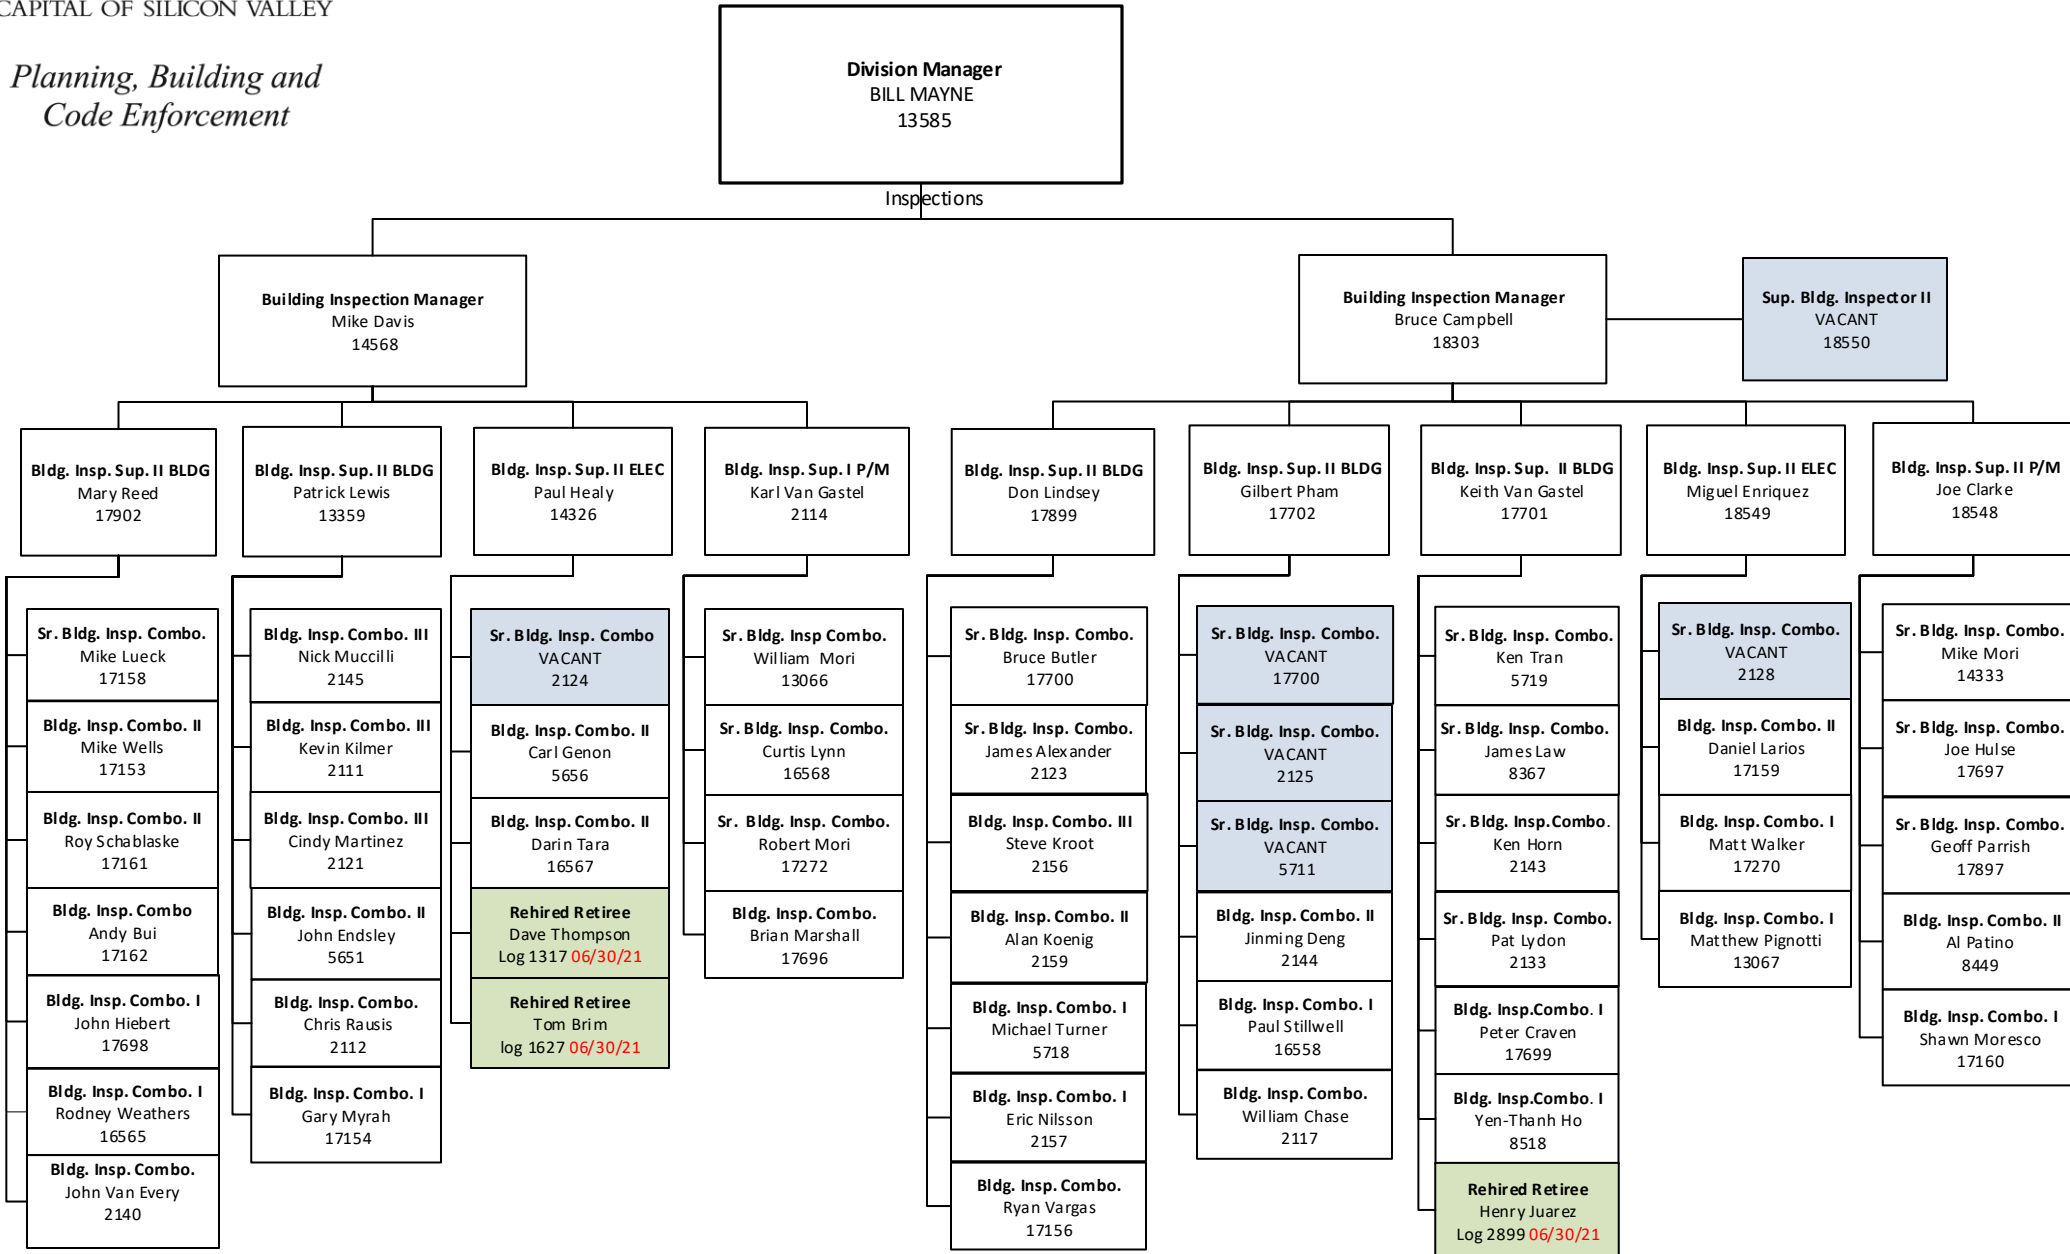 CAPITAL OF SILICON VALLEY
Planning, Building and
Code Enforcement
Division Manager
BILL MAYNE
13585
Inspections
Building Inspection Manager
Mike Davis
14568
Building Inspection Manager
Bruce Campbell
18303
Sup. Bldg. Inspector II
VACANT
18550
Bldg. Insp. Sup. II BLDG
Mary Reed
17902
Bldg. Insp. Sup. II BLDG
Patrick Lewis
13359
Bldg. Insp. Sup. II ELEC
Paul Healy
14326
Bldg. Insp. Sup. I P/M
Karl Van Gastel
2114
Bldg. Insp. Sup. II BLDG
Don Lindsey
17899
Bldg. Insp. Sup. II BLDG
Gilbert Pham
17702
Bldg. Insp. Sup. II BLDG
Keith Van Gastel
17701
Bldg. Insp. Sup. II ELEC
Miguel Enriquez
18549
Bldg. Insp. Sup. II P/M
Joe Clarke
18548
Sr. Bldg. Insp. Combo.
Mike Lueck
17158
Bldg. Insp. Combo. II
Mike Wells
17153
Bldg. Insp. Combo. II
Roy Schablaske
17161
Bldg. Insp. Combo
Andy Bui
17162
Bldg. Insp. Combo. I
John Hiebert
17698
Bldg. Insp. Combo. I
Rodney Weathers
16565
Bldg. Insp. Combo.
John Van Every
2140
Bldg. Insp. Combo. III
Nick Muccilli
2145
Bldg. Insp. Combo. III
Kevin Kilmer
2111
Bldg. Insp. Combo. III
Cindy Martinez
2121
Bldg. Insp. Combo. II
John Endsley
5651
Bldg. Insp. Combo.
Chris Rausis
2112
Bldg. Insp. Combo. I
Gary Myrah
17154
Sr. Bldg. Insp. Combo
VACANT
2124
Bldg. Insp. Combo. II
Carl Genon
5656
Bldg. Insp. Combo. II
Darin Tara
16567
Rehired Retiree
Dave Thompson
Log 1317 06/30/21
Rehired Retiree
Tom Brim
log 1627 06/30/21
Sr. Bldg. Insp Combo.
William Mori
13066
Sr. Bldg. Insp. Combo.
Curtis Lynn
16568
Sr. Bldg. Insp. Combo.
Robert Mori
17272
Bldg. Insp. Combo.
Brian Marshall
17696
Sr. Bldg. Insp. Combo.
Bruce Butler
17700
Sr. Bldg. Insp. Combo.
James Alexander
2123
Bldg. Insp. Combo. III
Steve Kroot
2156
Bldg. Insp. Combo. II
Alan Koenig
2159
Bldg. Insp. Combo. I
Michael Turner
5718
Bldg. Insp. Combo. I
Eric Nilsson
2157
Bldg. Insp. Combo.
Ryan Vargas
17156
Sr. Bldg. Insp. Combo.
VACANT
17700
Sr. Bldg. Insp. Combo.
VACANT
2125
Sr. Bldg. Insp. Combo.
VACANT
5711
Bldg. Insp. Combo. II
Jinming Deng
2144
Bldg. Insp. Combo. I
Paul Stillwell
16558
Bldg. Insp. Combo.
William Chase
2117
Sr. Bldg. Insp. Combo.
Ken Tran
5719
Sr. Bldg. Insp. Combo.
James Law
8367
Sr. Bldg. Insp.Combo.
Ken Horn
2143
Sr. Bldg. Insp. Combo.
Pat Lydon
2133
Bldg. Insp.Combo. I
Peter Craven
17699
Bldg. Insp.Combo. I
Yen-Thanh Ho
8518
Rehired Retiree
Henry Juarez
Log 2899 06/30/21
Sr. Bldg. Insp. Combo.
VACANT
2128
Bldg. Insp. Combo. II
Daniel Larios
17159
Bldg. Insp. Combo. I
Matt Walker
17270
Bldg. Insp. Combo. I
Matthew Pignotti
13067
Sr. Bldg. Insp. Combo.
Mike Mori
14333
Sr. Bldg. Insp. Combo.
Joe Hulse
17697
Sr. Bldg. Insp. Combo.
Geoff Parrish
17897
Bldg. Insp. Combo. II
Al Patino
8449
Bldg. Insp. Combo. I
Shawn Moresco
17160